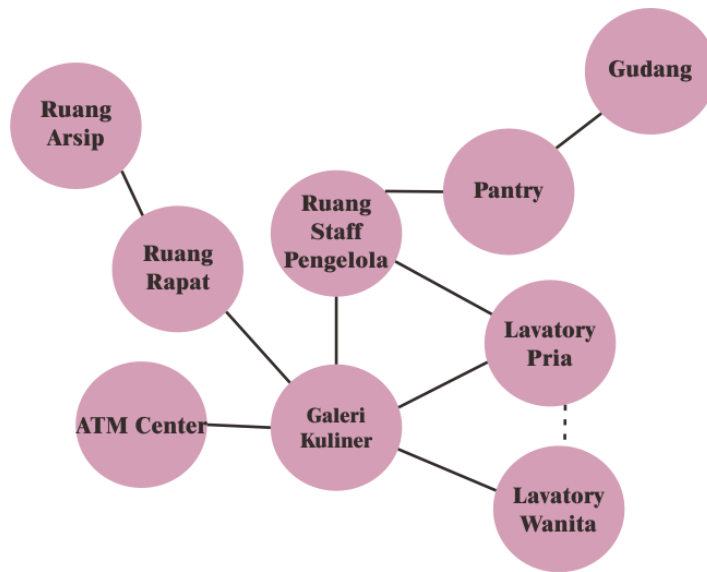 Gudang
Ruang
Arsip
Pantry
Ruang
Staff
Pengelola
Ruang
Rapat
Lavatory
Pria
ATM Center
Galeri
Kuliner
Lavatory
Wanita